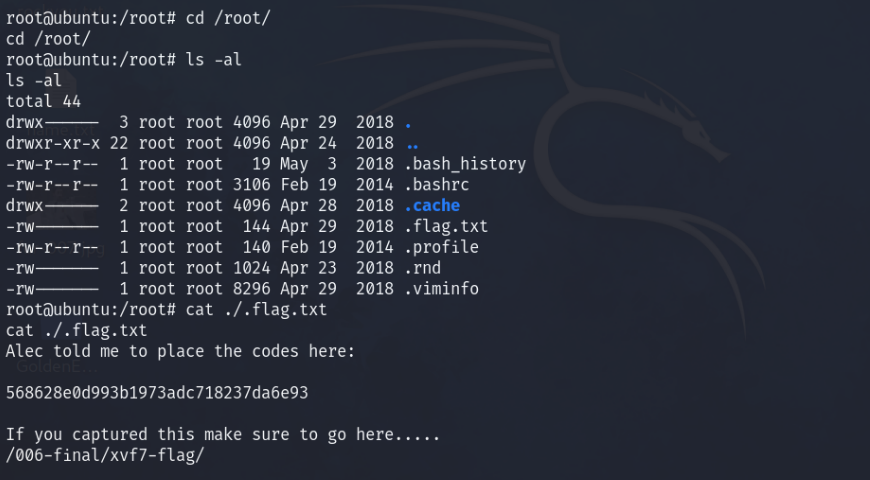 root@ubuntu:/root# cd /root/
cd /root/
root@ubuntu:/root# ls -al
ls -al
total 44
drwx------  3 root root 4096 Apr 29  2018 .
drwxr-xr-x 22 root root 4096 Apr 24  2018 ..
-rw-r--r--  1 root root   19 May  3  2018 .bash_history
-rw-r--r--  1 root root 3106 Feb 19  2014 .bashrc
drwx------  2 root root 4096 Apr 28  2018 .cache
-rw-------  1 root root  144 Apr 29  2018 .flag.txt
-rw-r--r--  1 root root  140 Feb 19  2014 .profile
-rw-------  1 root root 1024 Apr 23  2018 .rnd
-rw-------  1 root root 8296 Apr 29  2018 .viminfo
root@ubuntu:/root# cat ./.flag.txt
cat ./.flag.txt
Alec told me to place the codes here:
GoldenE...
568628e0d993b1973adc718237da6e93
If you captured this make sure to go here.....
/006-final/xvf7-flag/